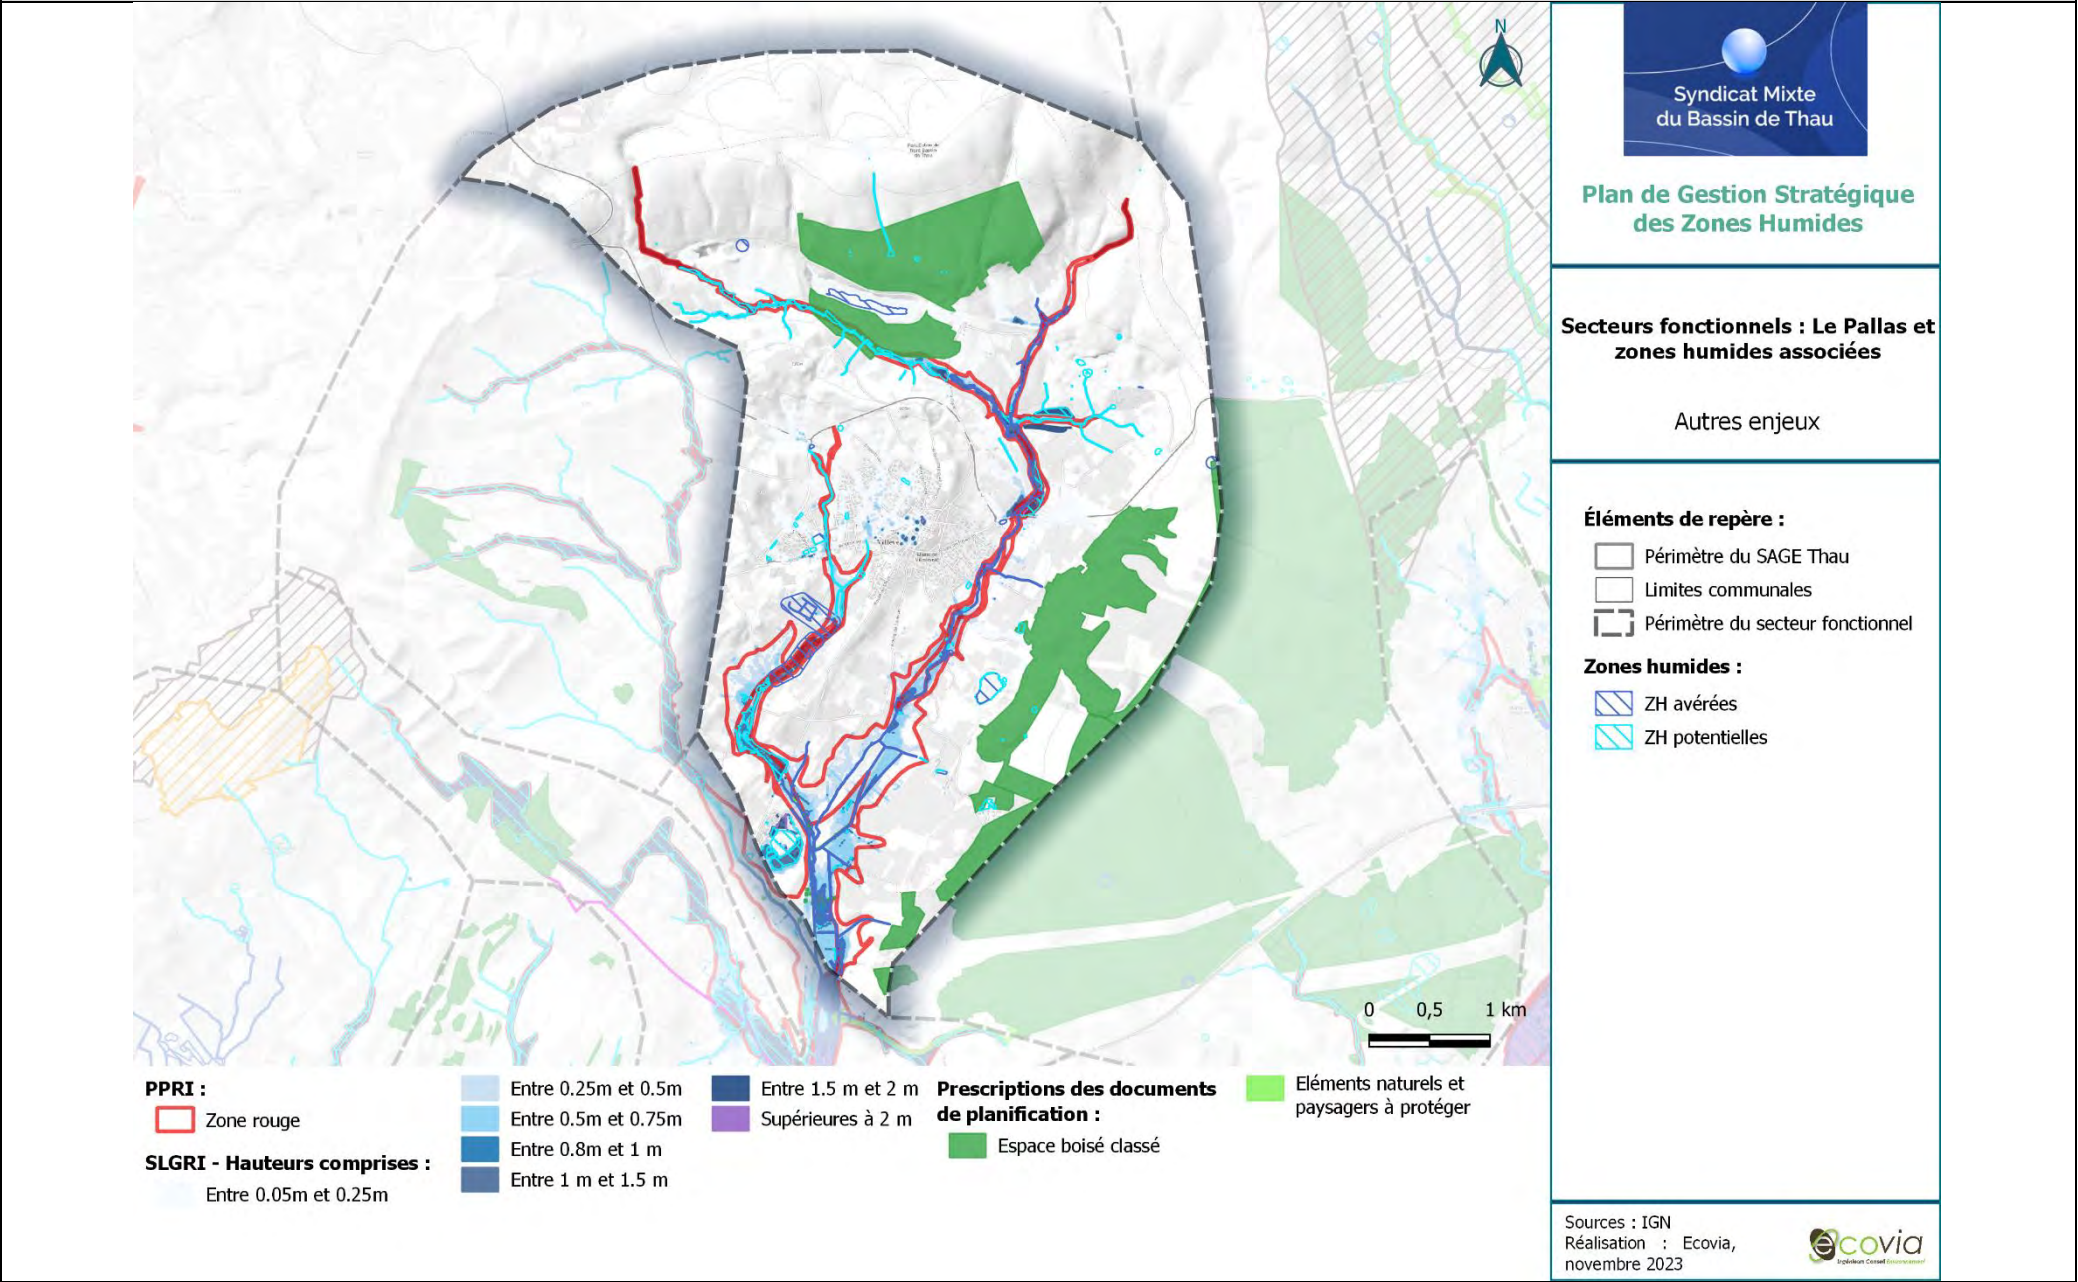 N
Syndicat Mixte
du Bassin de Thau
Plan de Gestion Stratégique
des Zones Humides
Secteurs fonctionnels : Le Pallas et
zones humides associées
Autres enjeux
Éléments de repère :
Périmètre du SAGE Thau
Limites communales
Périmètre du secteur fonctionnel
Zones humides :
ZH avérées
ZH potentielles
0 0,5 1 km
PPRI :
Zone rouge
SLGRI - Hauteurs comprises :
Entre 0.05m et 0.25m
Entre 0.25m et 0.5m
Entre 0.5m et 0.75m
Entre 0.8m et 1 m
Entre 1 m et 1.5 m
Entre 1.5 m et 2 m
Supérieures à 2 m
Prescriptions des documents
de planification :
Espace boisé classé
Eléments naturels et
paysagers à protéger
Sources : IGN
Réalisation : Ecovia,
novembre 2023
ecovia